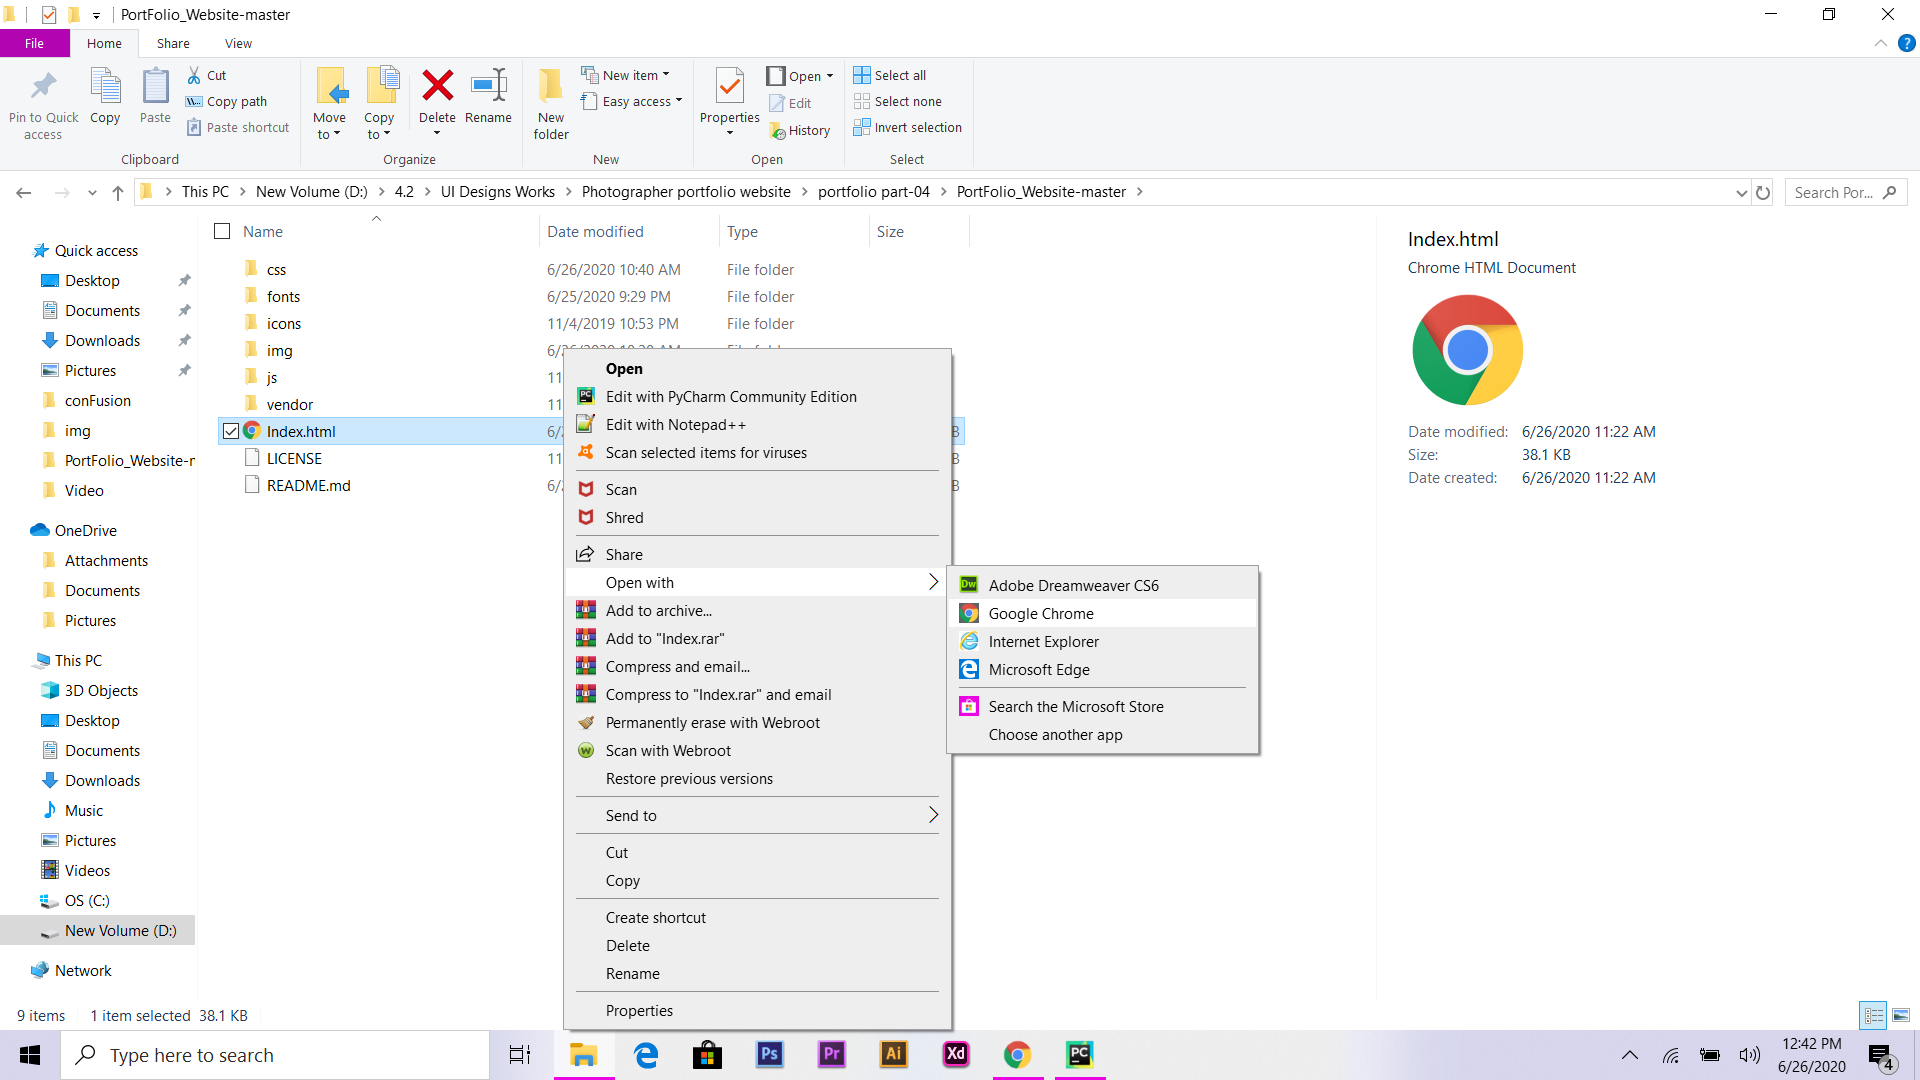 PortFolio_Website-master
File Home Share View
Pin to Quick access
Copy
Paste
Cut
Copy path
Paste shortcut
Clipboard
Move to
Copy to
Delete
Rename
Organize
New folder
New item
Easy access
New
Properties
Open
Edit
History
Open
Select all
Select none
Invert selection
Select
This PC New Volume (D:) 4.2 UI Designs Works Photographer portfolio website portfolio part-04 PortFolio_Website-master
Search Por...
Quick access
Desktop
Documents
Downloads
Pictures
conFusion
img
PortFolio_Website-r
Video
OneDrive
Attachments
Documents
Pictures
This PC
3D Objects
Desktop
Documents
Downloads
Music
Pictures
Videos
OS (C:)
New Volume (D:)
Network
Name Date modified Type Size
css 6/26/2020 10:40 AM File folder
fonts 6/25/2020 9:29 PM File folder
icons 11/4/2019 10:53 PM File folder
img
js 11
vendor 11
Index.html 6/ B
LICENSE 11 B
README.md 6/ B
Open
Edit with PyCharm Community Edition
Edit with Notepad++
Scan selected items for viruses
Scan
Shred
Share
Open with
Add to archive...
Add to "Index.rar"
Compress and email...
Compress to "Index.rar" and email
Permanently erase with Webroot
Scan with Webroot
Restore previous versions
Send to
Cut
Copy
Create shortcut
Delete
Rename
Properties
Dw Adobe Dreamweaver CS6
Google Chrome
Internet Explorer
Microsoft Edge
Search the Microsoft Store
Choose another app
Index.html
Chrome HTML Document
Date modified: 6/26/2020 11:22 AM
Size: 38.1 KB
Date created: 6/26/2020 11:22 AM
9 items 1 item selected 38.1 KB
Type here to search
Ps Pr Ai Xd PC
12:42 PM
6/26/2020
4